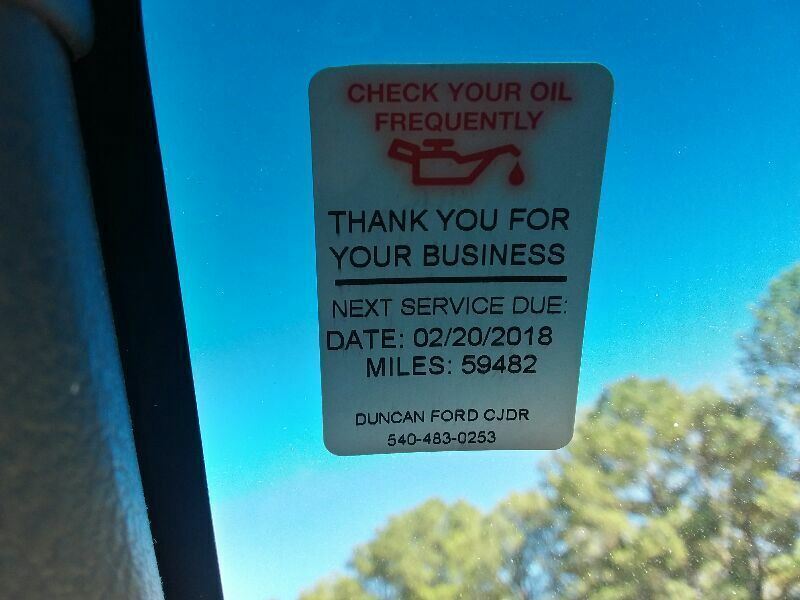 CHECK YOUR OIL
FREQUENTLY
THANK YOU FOR
YOUR BUSINESS
NEXT SERVICE DUE:
DATE: 02/20/2018
MILES: 59482
DUNCAN FORD CJDR
540-483-0253